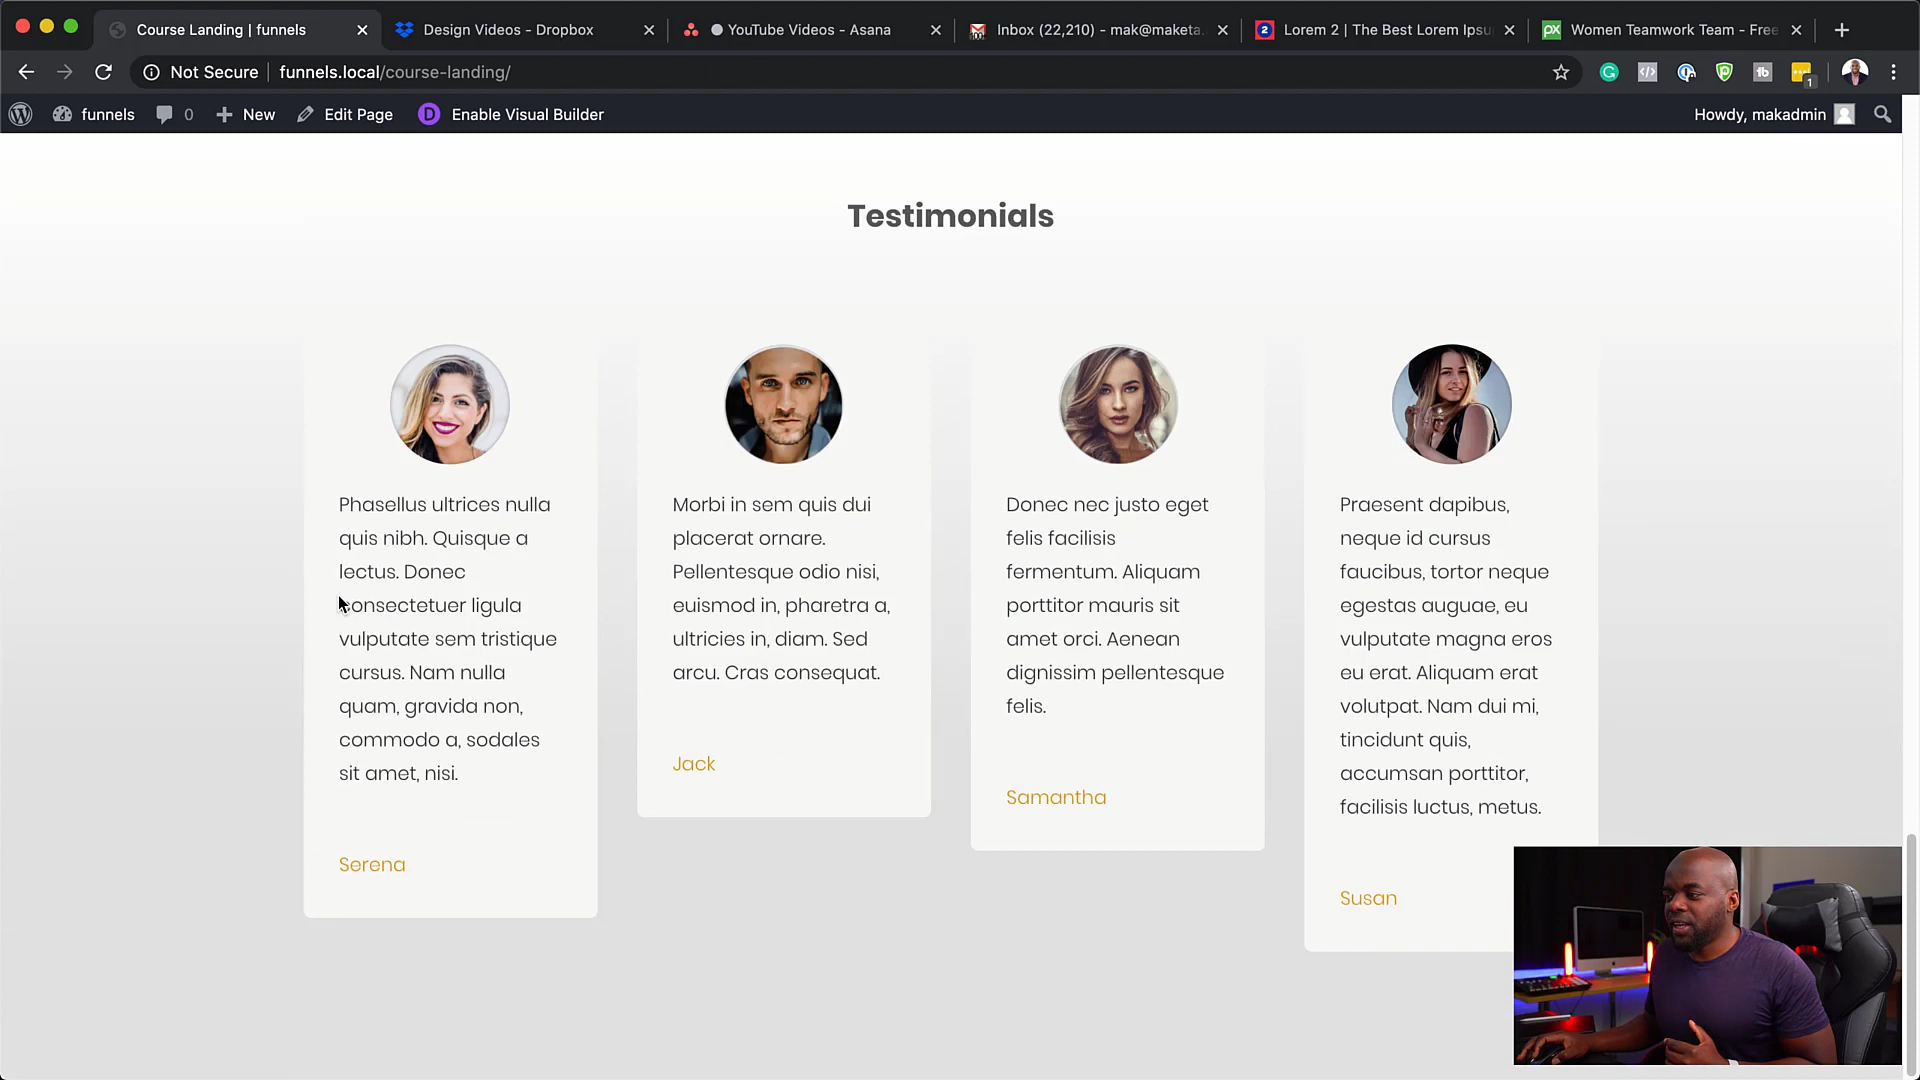 Course Landing | funnels
Design Videos - Dropbox
YouTube Videos - Asana
Inbox (22,210) - mak@maketa
Lorem 2 | The Best Lorem Ipsu
Women Teamwork Team - Free
Not Secure
funnels.local/course-landing/
1
funnels
0
New
Edit Page
D
Enable Visual Builder
Howdy, makadmin
Testimonials
Phasellus ultrices nulla
quis nibh. Quisque a
lectus. Donec
consectetuer ligula
vulputate sem tristique
cursus. Nam nulla
quam, gravida non,
commodo a, sodales
sit amet, nisi.
Serena
Morbi in sem quis dui
placerat ornare.
Pellentesque odio nisi,
euismod in, pharetra a,
ultricies in, diam. Sed
arcu. Cras consequat.
Jack
Donec nec justo eget
felis facilisis
fermentum. Aliquam
porttitor mauris sit
amet orci. Aenean
dignissim pellentesque
felis.
Samantha
Praesent dapibus,
neque id cursus
faucibus, tortor neque
egestas auguae, eu
vulputate magna eros
eu erat. Aliquam erat
volutpat. Nam dui mi,
tincidunt quis,
accumsan porttitor,
facilisis luctus, metus.
Susan